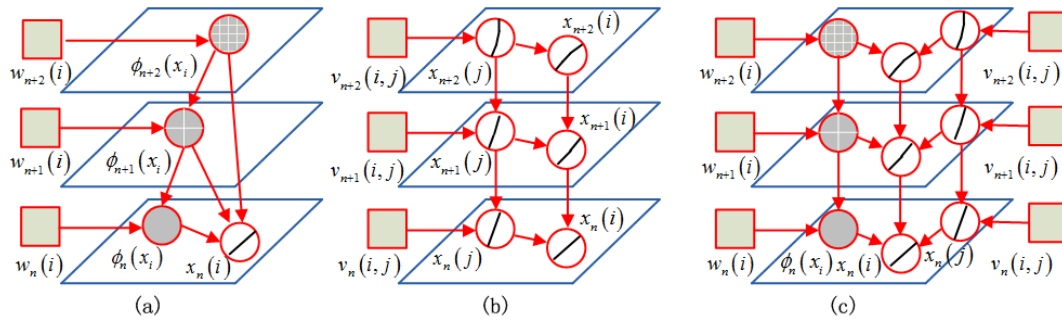 w_{n+2}(i)
ϕ_{n+2}(x_i)
w_{n+1}(i)
ϕ_{n+1}(x_i)
w_n(i)
ϕ_n(x_i)
x_n(i)
(a)
x_{n+2}(i)
v_{n+2}(i,j)
x_{n+2}(j)
x_{n+1}(i)
v_{n+1}(i,j)
x_{n+1}(j)
x_n(i)
v_n(i,j)
x_n(j)
(b)
w_{n+2}(i)
v_{n+2}(i,j)
w_{n+1}(i)
v_{n+1}(i,j)
w_n(i)
ϕ_n(x_i)
x_n(i)
x_n(j)
v_n(i,j)
(c)